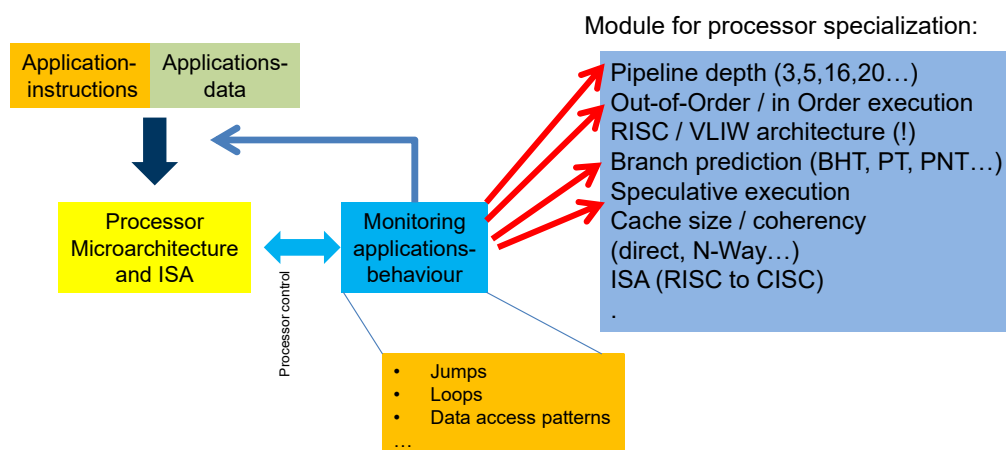 Module for processor specialization:
Application-
instructions
Applications-
data
Pipeline depth (3,5,16,20…)
Out-of-Order / in Order execution
RISC / VLIW architecture (!)
Branch prediction (BHT, PT, PNT…)
Speculative execution
Cache size / coherency
(direct, N-Way…)
ISA (RISC to CISC)
.
Processor
Microarchitecture
and ISA
Processor control
Monitoring
applications-
behaviour
• Jumps
• Loops
• Data access patterns
…